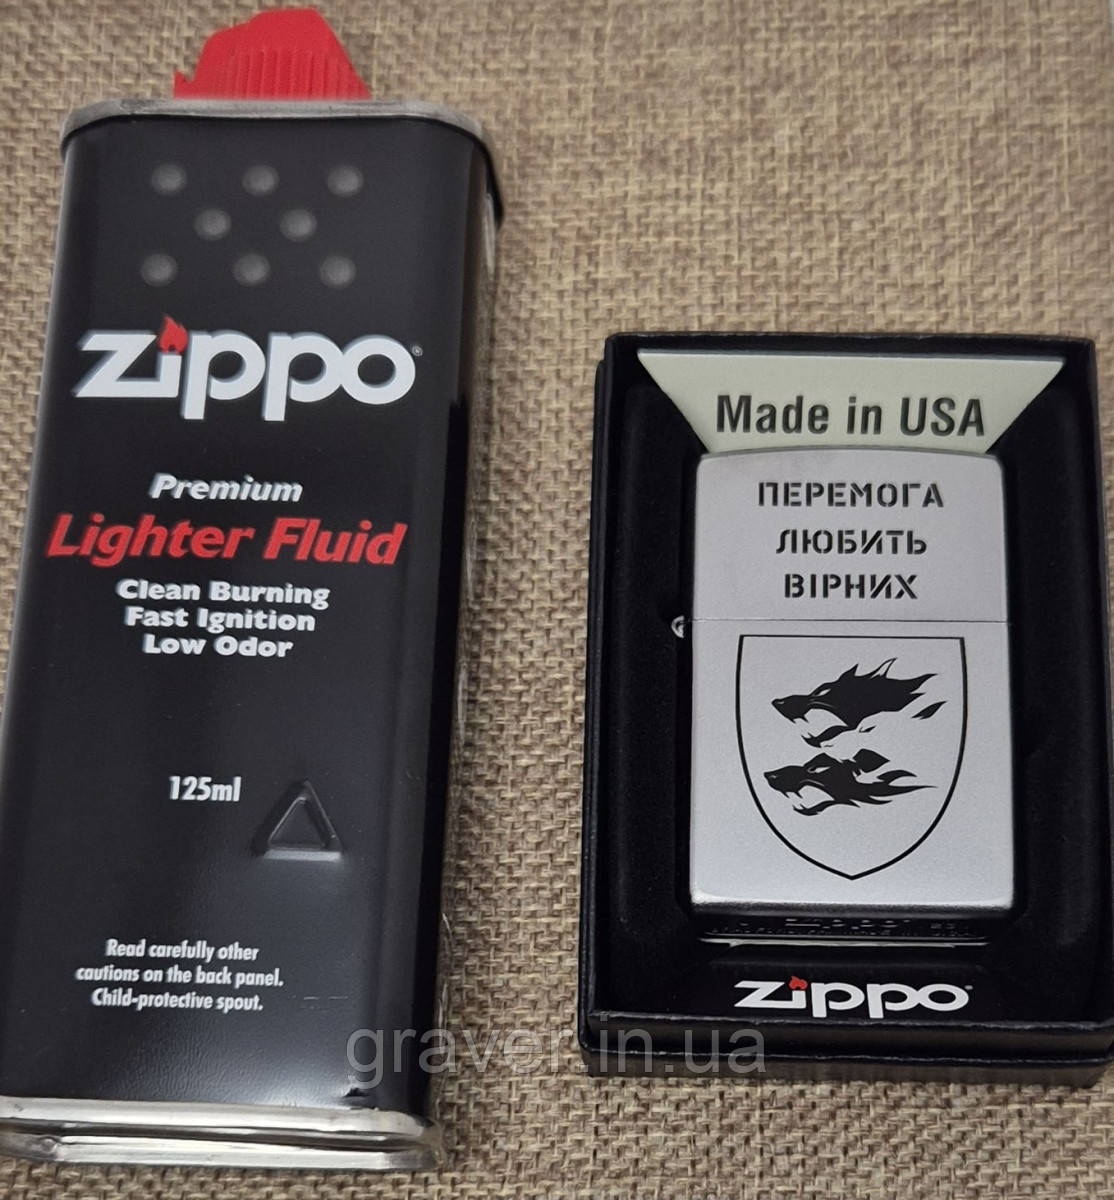 zippo
Premium
Lighter Fluid
Clean Burning
Fast Ignition
Low Odor
125ml
Read carefully other
cautions on the back panel.
Child-protective spout.
Made in USA
ПЕРЕМОГА
ЛЮБИТЬ
ВІРНИХ
zippo
graver.in.ua